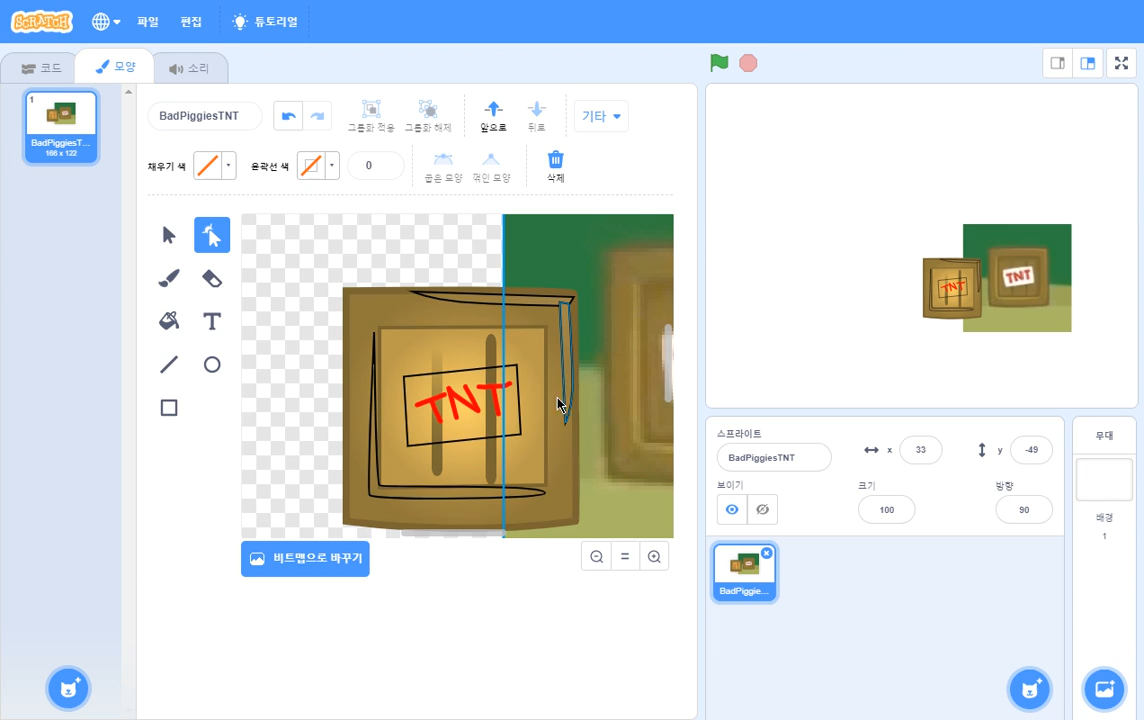 SCRATCH
파일 편집 튜토리얼
코드 모양 소리
1
BadPiggiesT...
166 x 122
BadPiggiesTNT
그룹화 적용 그룹화 해제 앞으로 뒤로 기타
채우기 색 윤곽선 색 0 굽은 모양 꺾인 모양 삭제
TNT
비트맵으로 바꾸기
TNT TNT
스프라이트
BadPiggiesTNT x 33 y -49
보이기 크기 방향
100 90
BadPiggie...
무대
배경
1